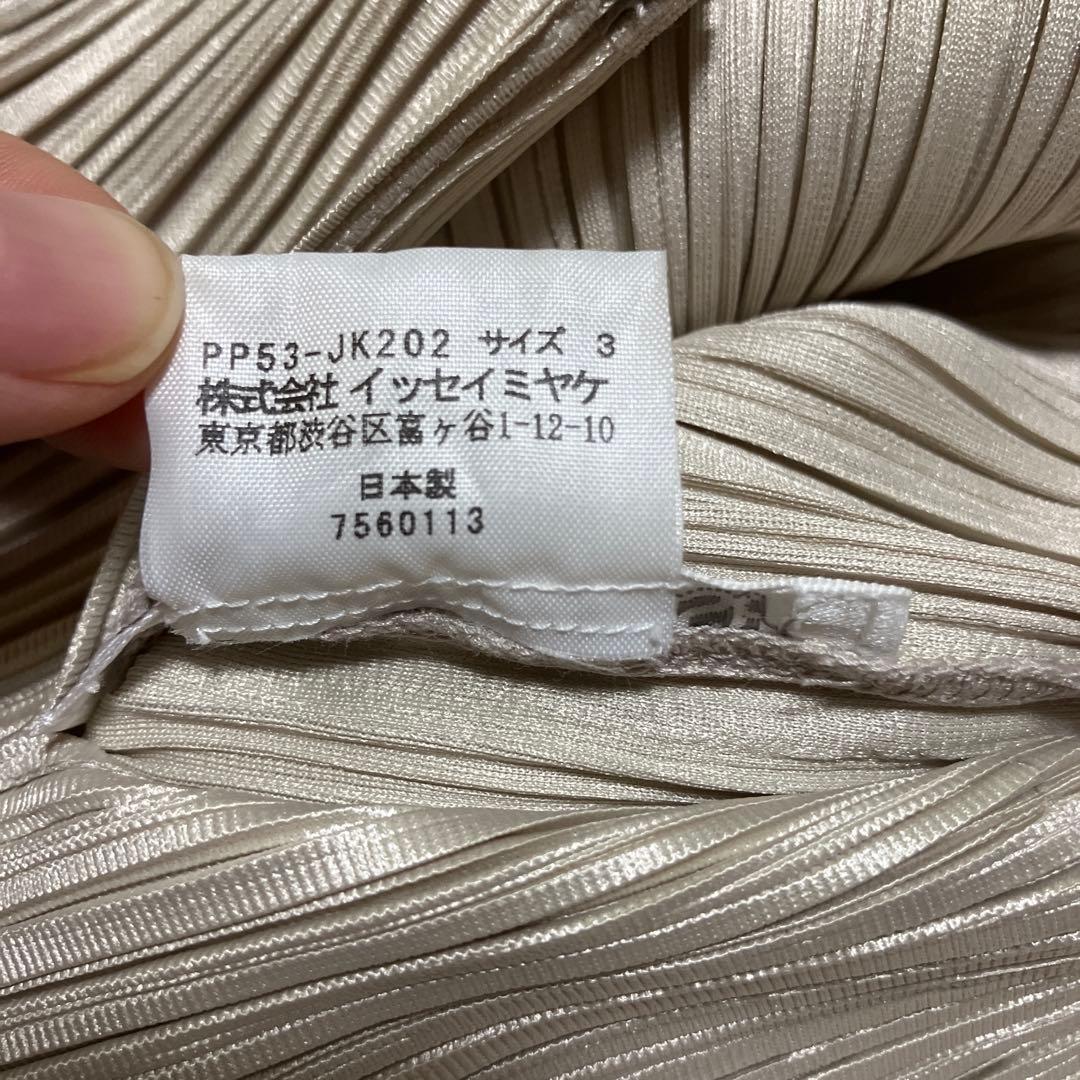 PP53-JK202 サイズ 3
株式会社イッセイミヤケ
東京都渋谷区富ヶ谷1-12-10
日本製
7560113